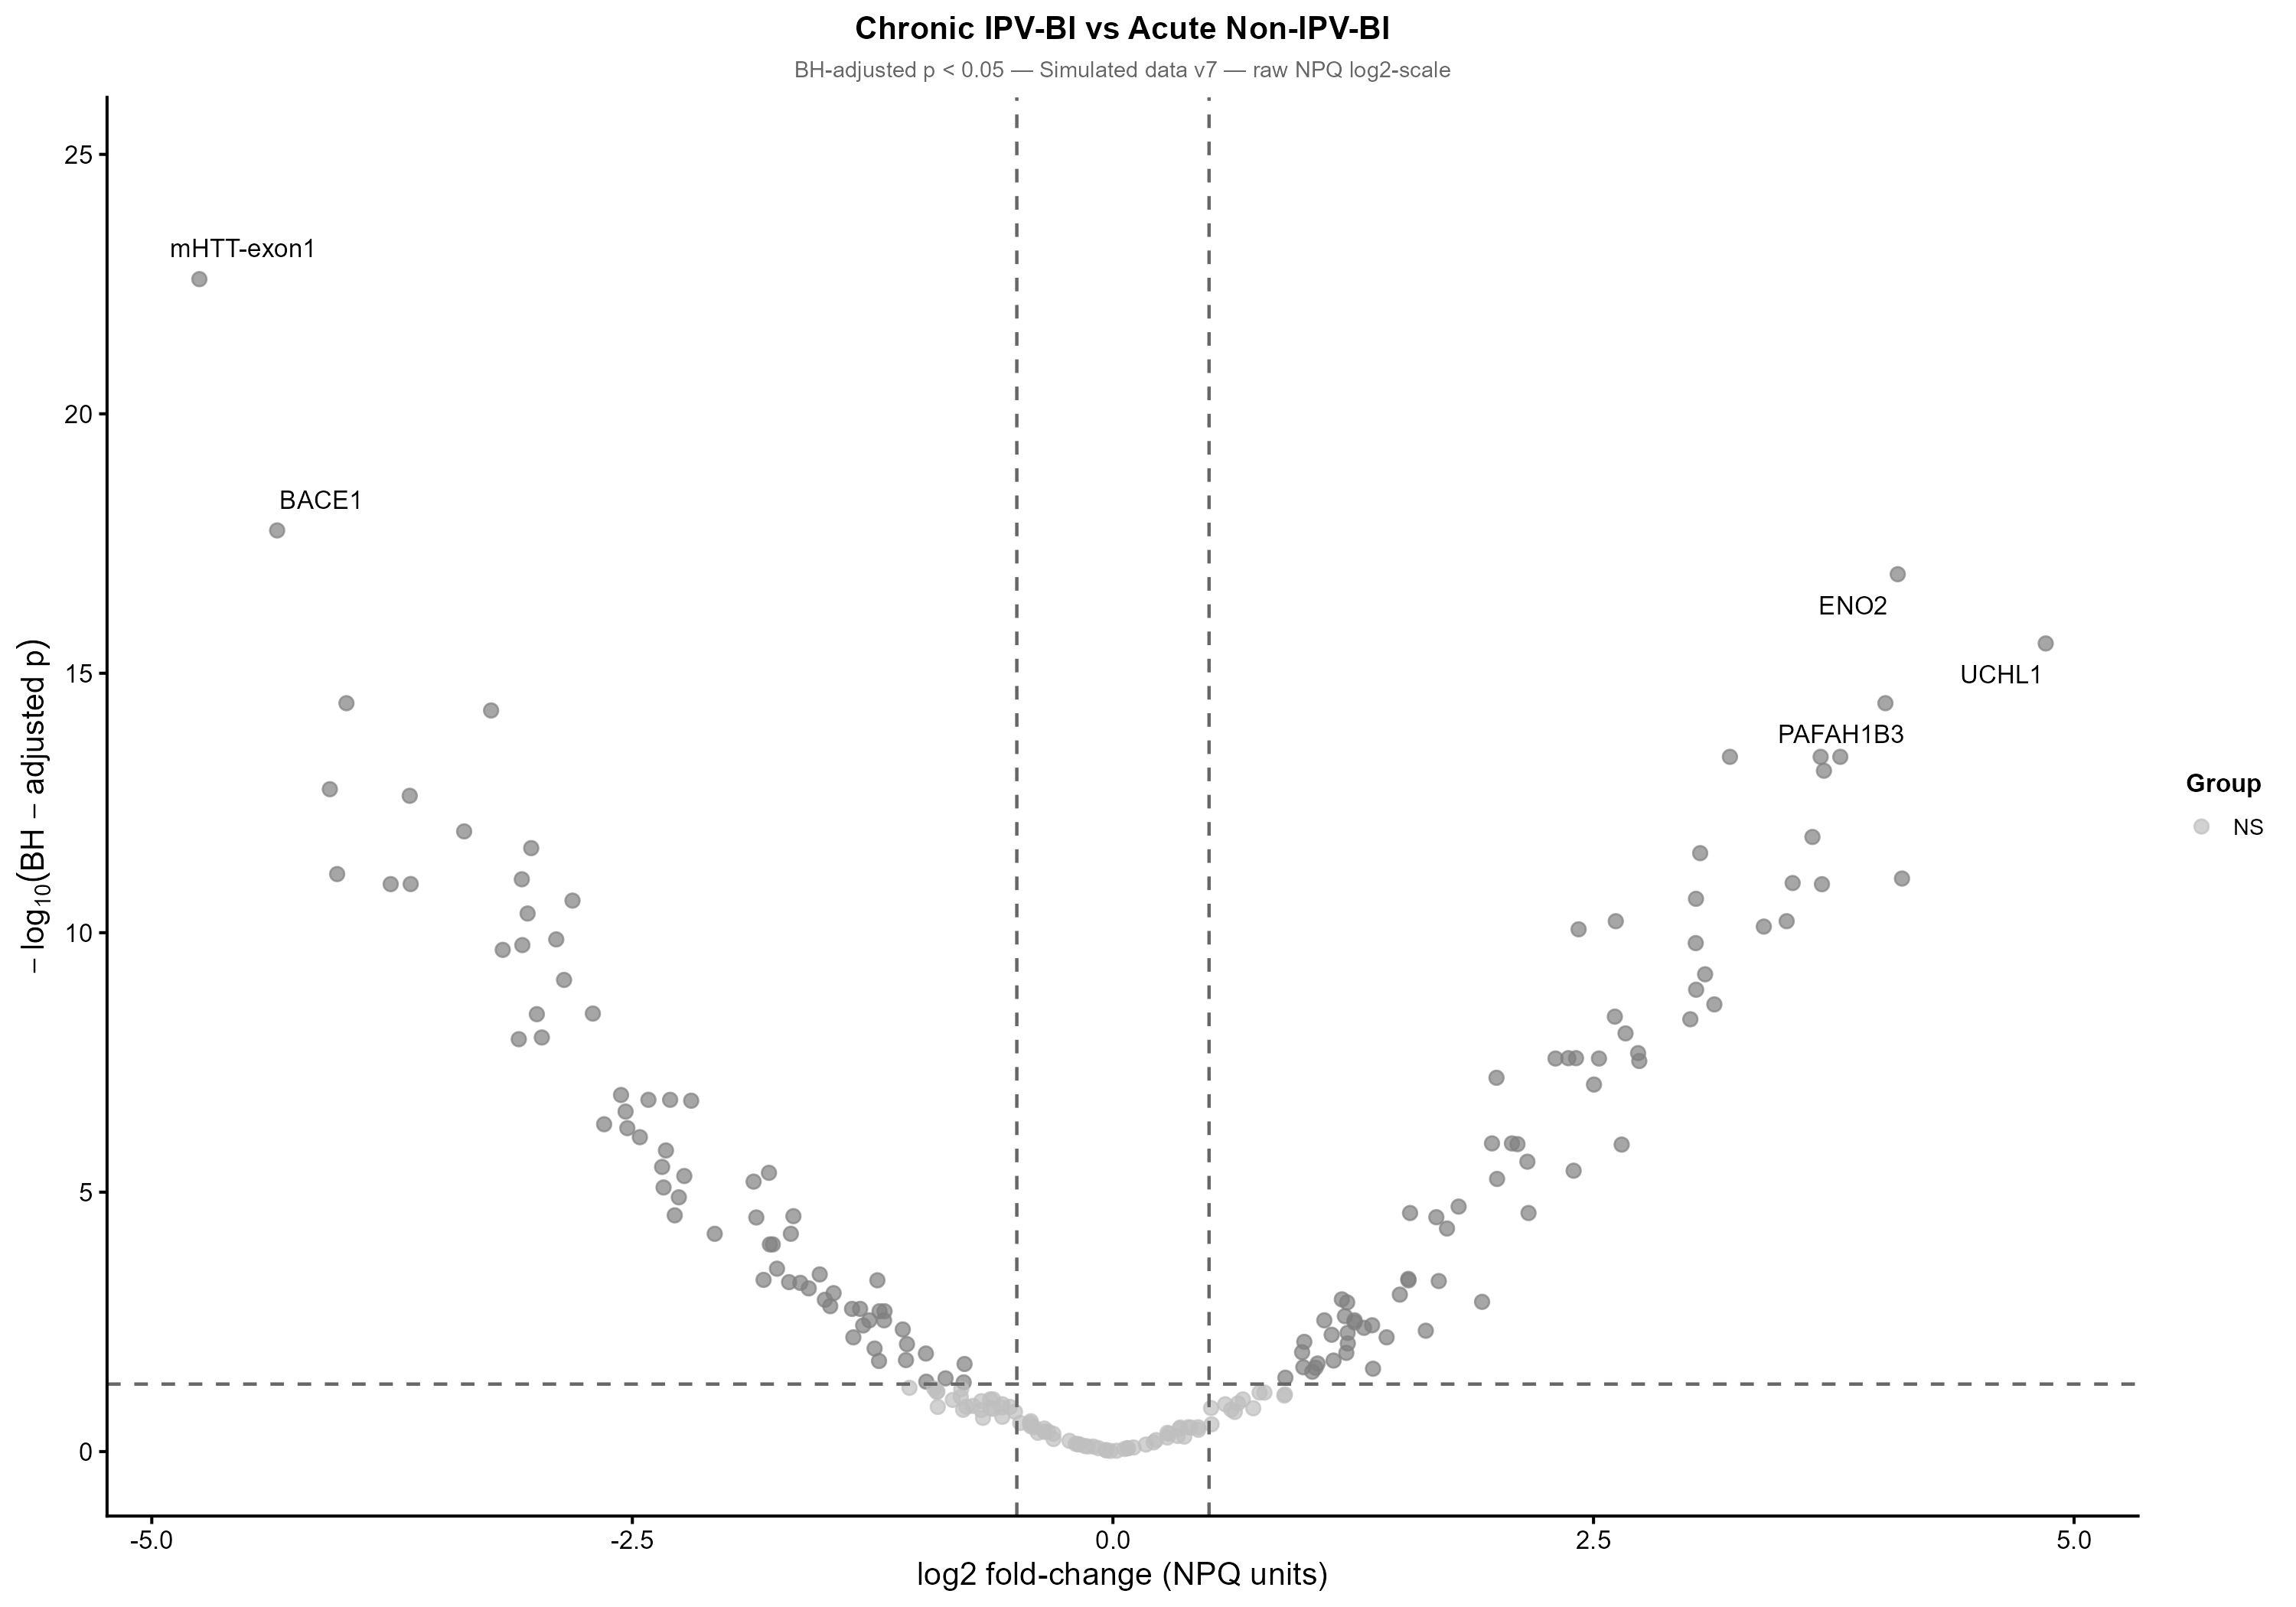 Chronic IPV-BI vs Acute Non-IPV-BI
BH-adjusted p < 0.05 — Simulated data v7 — raw NPQ log2-scale
25
20
15
10
5
0
− log10(BH − adjusted p)
mHTT-exon1
BACE1
ENO2
UCHL1
PAFAH1B3
Group
NS
-5.0
-2.5
0.0
2.5
5.0
log2 fold-change (NPQ units)